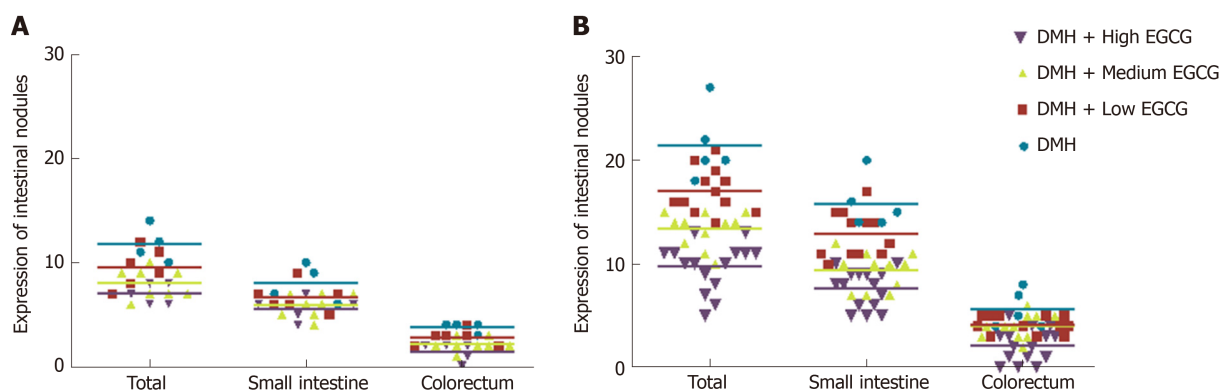 A
Expression of intestinal nodules
30
20
10
0
Total
Small intestine
Colorectum
B
Expression of intestinal nodules
30
20
10
0
Total
Small intestine
Colorectum
DMH + High EGCG
DMH + Medium EGCG
DMH + Low EGCG
DMH